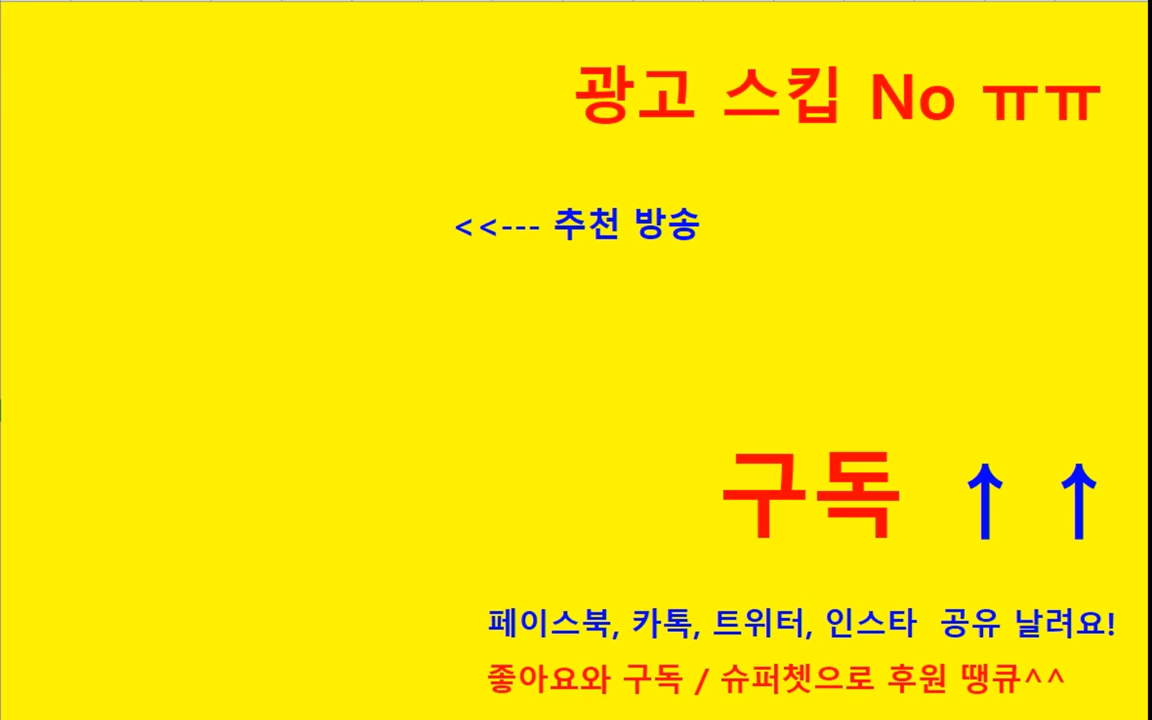 광고 스킵 No ㅠㅠ
<<--- 추천 방송
구독 ↑ ↑
페이스북, 카톡, 트위터, 인스타 공유 날려요!
좋아요와 구독 / 슈퍼쳇으로 후원 땡큐^^